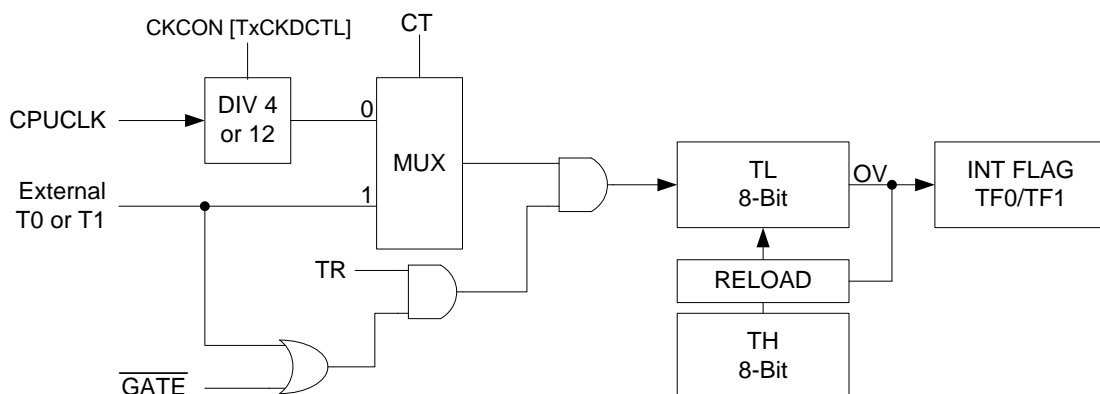 CKCON [TxCKDCTL]
CT
CPUCLK
DIV 4
or 12
0
MUX
External
T0 or T1
1
TL
8-Bit
OV
INT FLAG
TF0/TF1
TR
RELOAD
TH
8-Bit
GATE